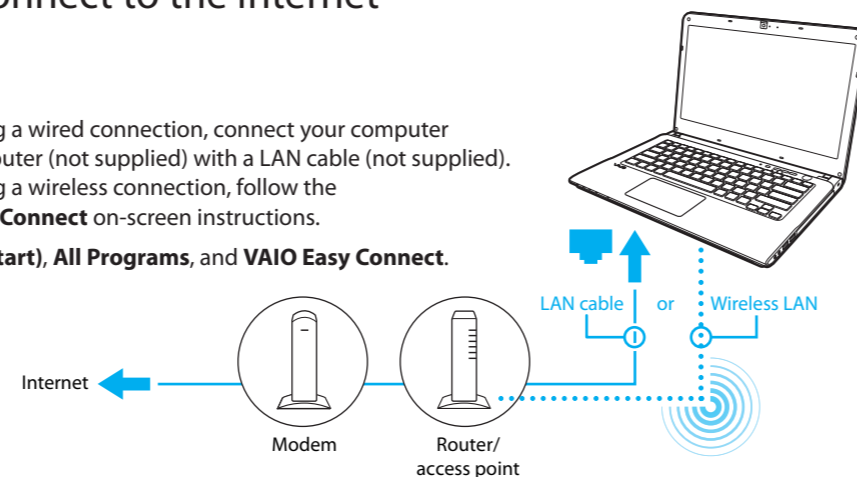 onnect to the Internet
g a wired connection, connect your computer
outer (not supplied) with a LAN cable (not supplied).
g a wireless connection, follow the
Connect on-screen instructions.
tart), All Programs, and VAIO Easy Connect.
LAN cable or Wireless LAN
Internet
Modem
Router/
access point